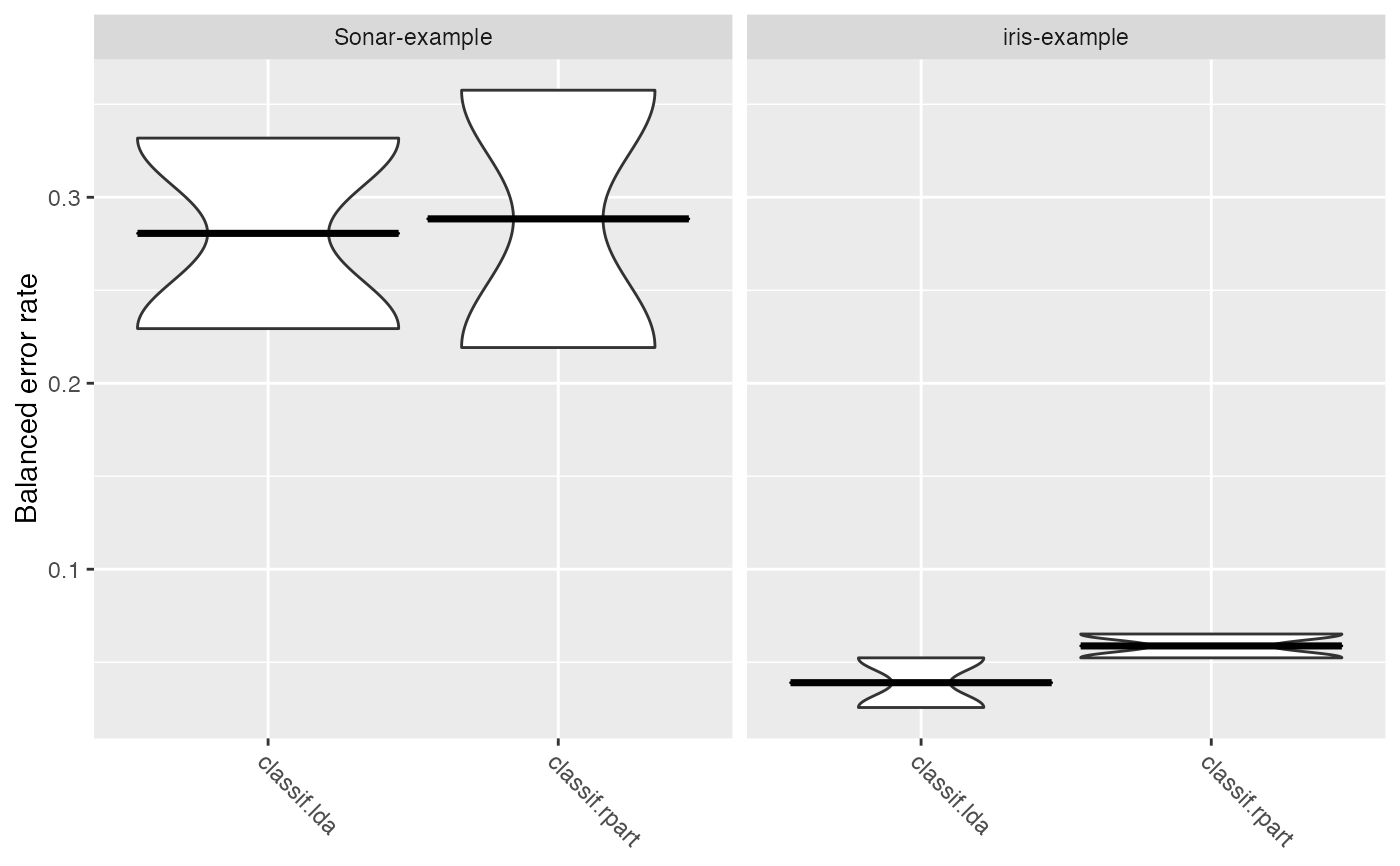 Sonar-example
iris-example
Balanced error rate
0.3
0.2
0.1
classif.lda
classif.rpart
classif.lda
classif.rpart